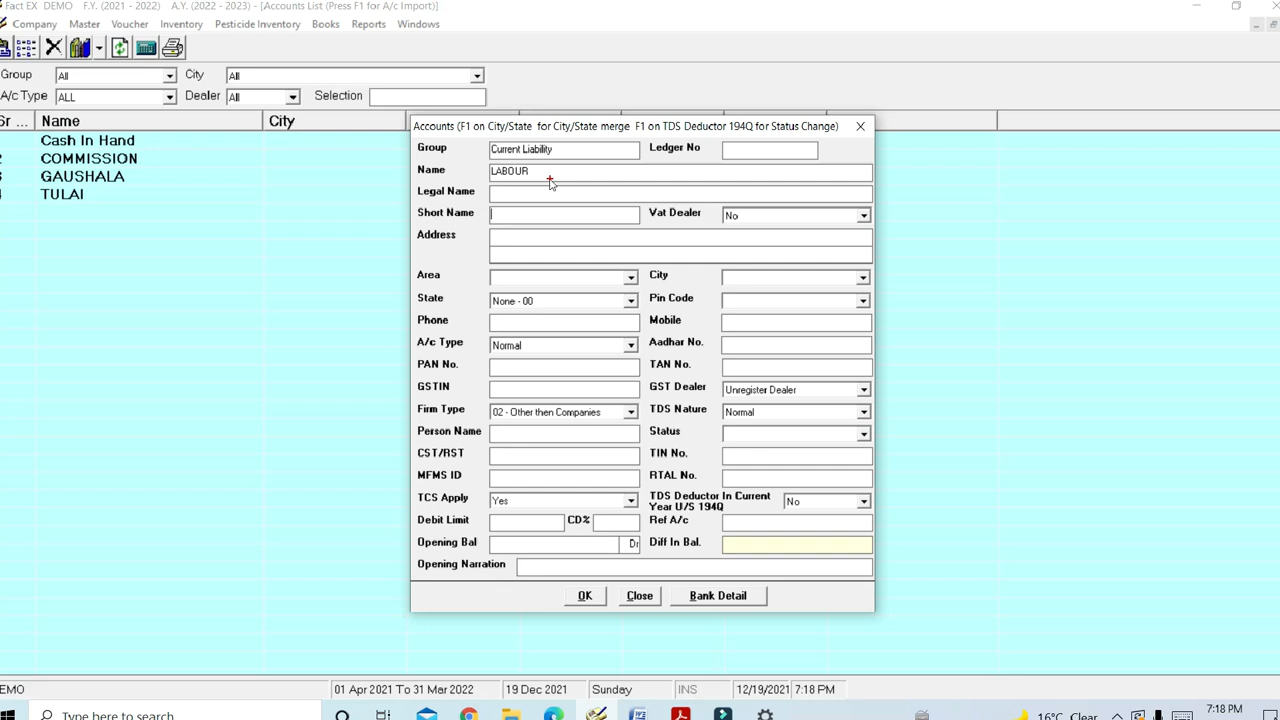 Fact EX DEMO F.Y. (2021 - 2022) A.Y. (2022 - 2023) - [Accounts List (Press F1 for A/c Import)]
Company Master Voucher Inventory Pesticide Inventory Books Reports Windows
Group All City All
A/c Type ALL Dealer All Selection
Sr ... Name City
Cash In Hand
COMMISSION
GAUSHALA
4 TULAI
Accounts (F1 on City/State for City/State merge F1 on TDS Deductor 194Q for Status Change)
Group Current Liability Ledger No
Name LABOUR
Legal Name
Short Name Vat Dealer No
Address
Area City
State None - 00 Pin Code
Phone Mobile
A/c Type Normal Aadhar No.
PAN No. TAN No.
GSTIN GST Dealer Unregister Dealer
Firm Type 02 - Other then Companies TDS Nature Normal
Person Name Status
CST/RST TIN No.
MFMS ID RTAL No.
TCS Apply Yes TDS Deductor In Current Year U/S 194Q No
Debit Limit CD% Ref A/c
Opening Bal Dr Diff In Bal.
Opening Narration
OK Close Bank Detail
EMO 01 Apr 2021 To 31 Mar 2022 19 Dec 2021 Sunday INS 12/19/2021 7:18 PM
Type here to search 16°C Clear 7:18 PM